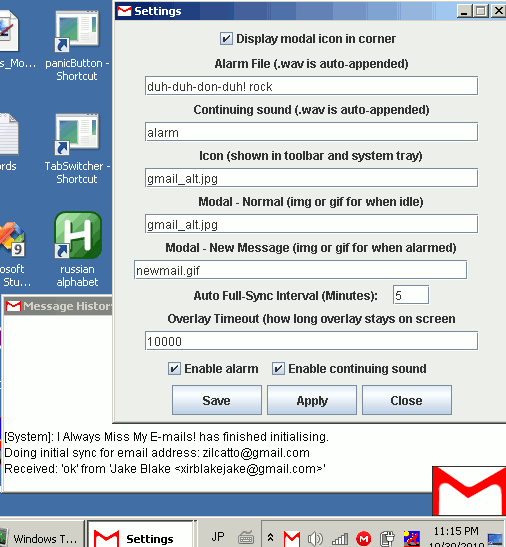 Settings
Display modal icon in corner
Alarm File (.wav is auto-appended)
duh-duh-don-duh! rock
Continuing sound (.wav is auto-appended)
alarm
Icon (shown in toolbar and system tray)
gmail_alt.jpg
Modal - Normal (img or gif for when idle)
gmail_alt.jpg
Modal - New Message (img or gif for when alarmed)
newmail.gif
Auto Full-Sync Interval (Minutes): 5
Overlay Timeout (how long overlay stays on screen
10000
Enable alarm Enable continuing sound
Save Apply Close
s_Mo...
panicButton -
Shortcut
ords
TabSwitcher -
Shortcut
osoft
Stu...
russian
alphabet
Message Histor
[System]: I Always Miss My E-mails! has finished initialising.
Doing initial sync for email address: zilcatto@gmail.com
Received: 'ok' from 'Jake Blake <xirblakejake@gmail.com>'
Windows T... Settings JP 11:15 PM